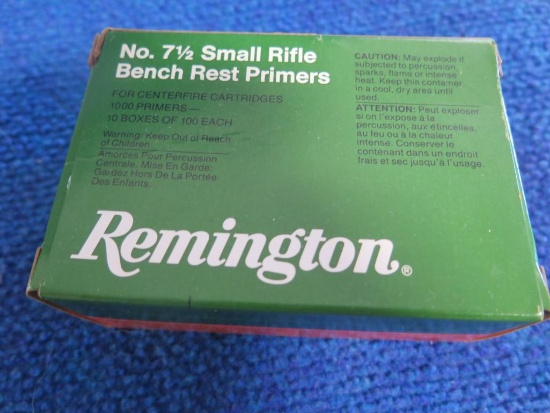 No. 7½ Small Rifle
Bench Rest Primers
FOR CENTERFIRE CARTRIDGES
1000 PRIMERS —
10 BOXES OF 100 EACH
Warning: Keep Out of Reach
of Children
Amorces Pour Percussion
Centrale. Mise En Garde:
Gardez Hors De La Portée
Des Enfants.
CAUTION: May explode if
subjected to percussion,
sparks, flame or intense
heat. Keep this container
in a cool, dry area until
used.
ATTENTION: Peut exploser
si on l'expose à la
percussion, aux étincelles,
au feu ou à la chaleur
intense. Conserver le
contenant dans un endroit
frais et sec jusqu'à l'usage.
Remington®